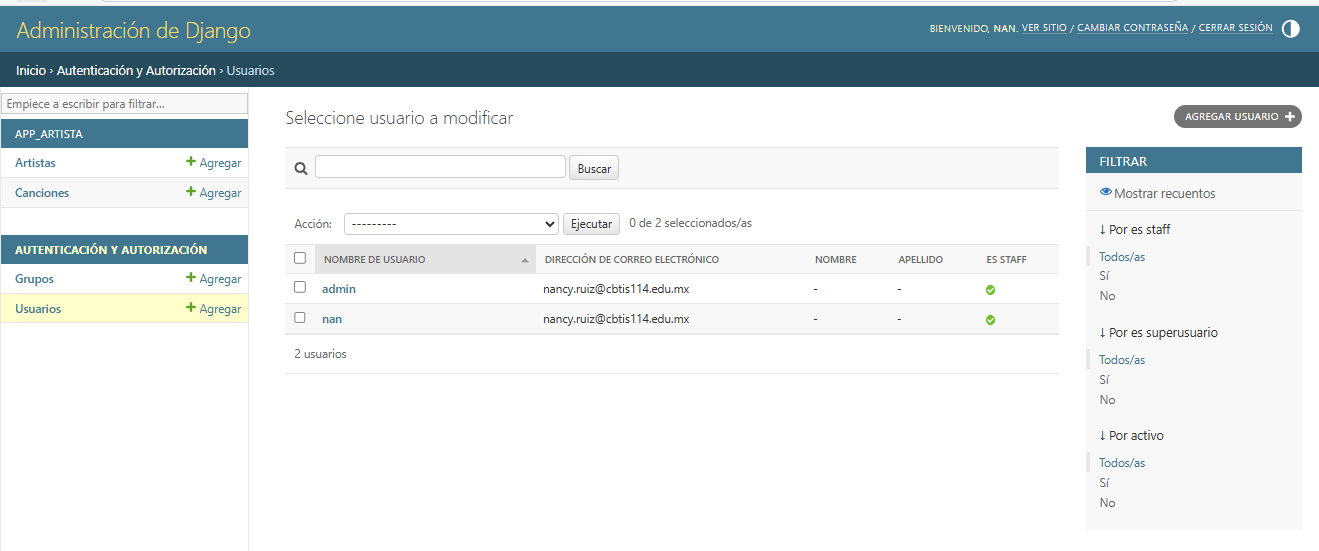 Administración de Django
BIENVENIDO, NAN. VER SITIO / CAMBIAR CONTRASEÑA / CERRAR SESIÓN
Inicio › Autenticación y Autorización › Usuarios
Empiece a escribir para filtrar...
APP_ARTISTA
Artistas + Agregar
Canciones + Agregar
AUTENTICACIÓN Y AUTORIZACIÓN
Grupos + Agregar
Usuarios + Agregar
Seleccione usuario a modificar
AGREGAR USUARIO +
Buscar
Acción: --------- Ejecutar 0 de 2 seleccionados/as
NOMBRE DE USUARIO DIRECCIÓN DE CORREO ELECTRÓNICO NOMBRE APELLIDO ES STAFF
admin nancy.ruiz@cbtis114.edu.mx - -
nan nancy.ruiz@cbtis114.edu.mx - -
2 usuarios
FILTRAR
Mostrar recuentos
↓ Por es staff
Todos/as
Sí
No
↓ Por es superusuario
Todos/as
Sí
No
↓ Por activo
Todos/as
Sí
No